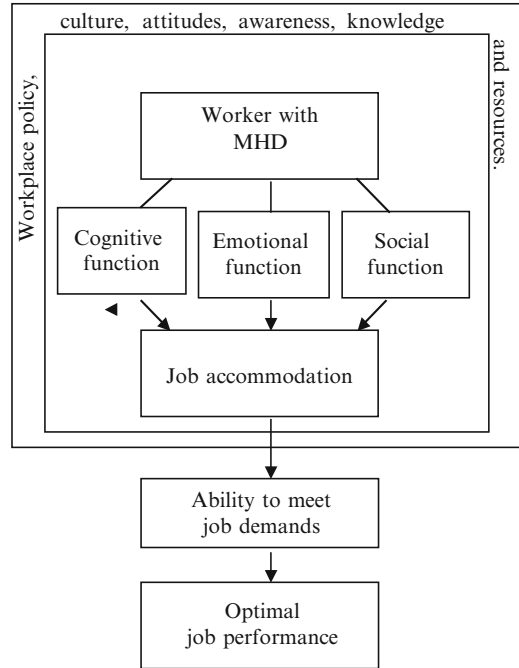 Workplace policy,
culture, attitudes, awareness, knowledge
and resources.
Worker with
MHD
Cognitive
function
Emotional
function
Social
function
Job accommodation
Ability to meet
job demands
Optimal
job performance